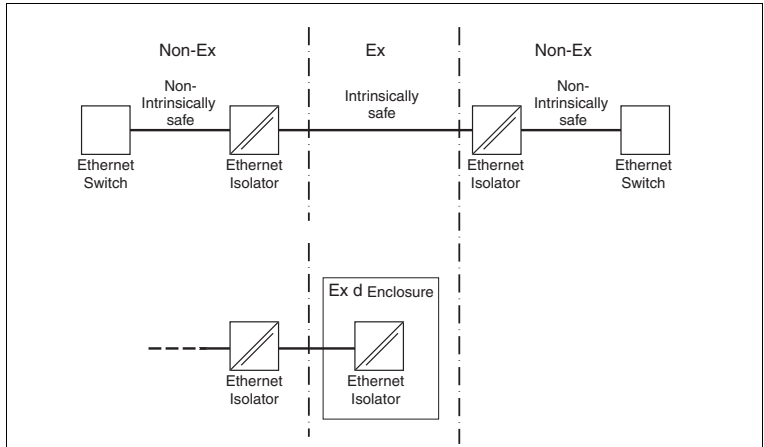 Non-Ex
Ex
Non-Ex
Non-
Intrinsically
safe
Intrinsically
safe
Non-
Intrinsically
safe
Ethernet
Switch
Ethernet
Isolator
Ethernet
Isolator
Ethernet
Switch
Ex d Enclosure
Ethernet
Isolator
Ethernet
Isolator